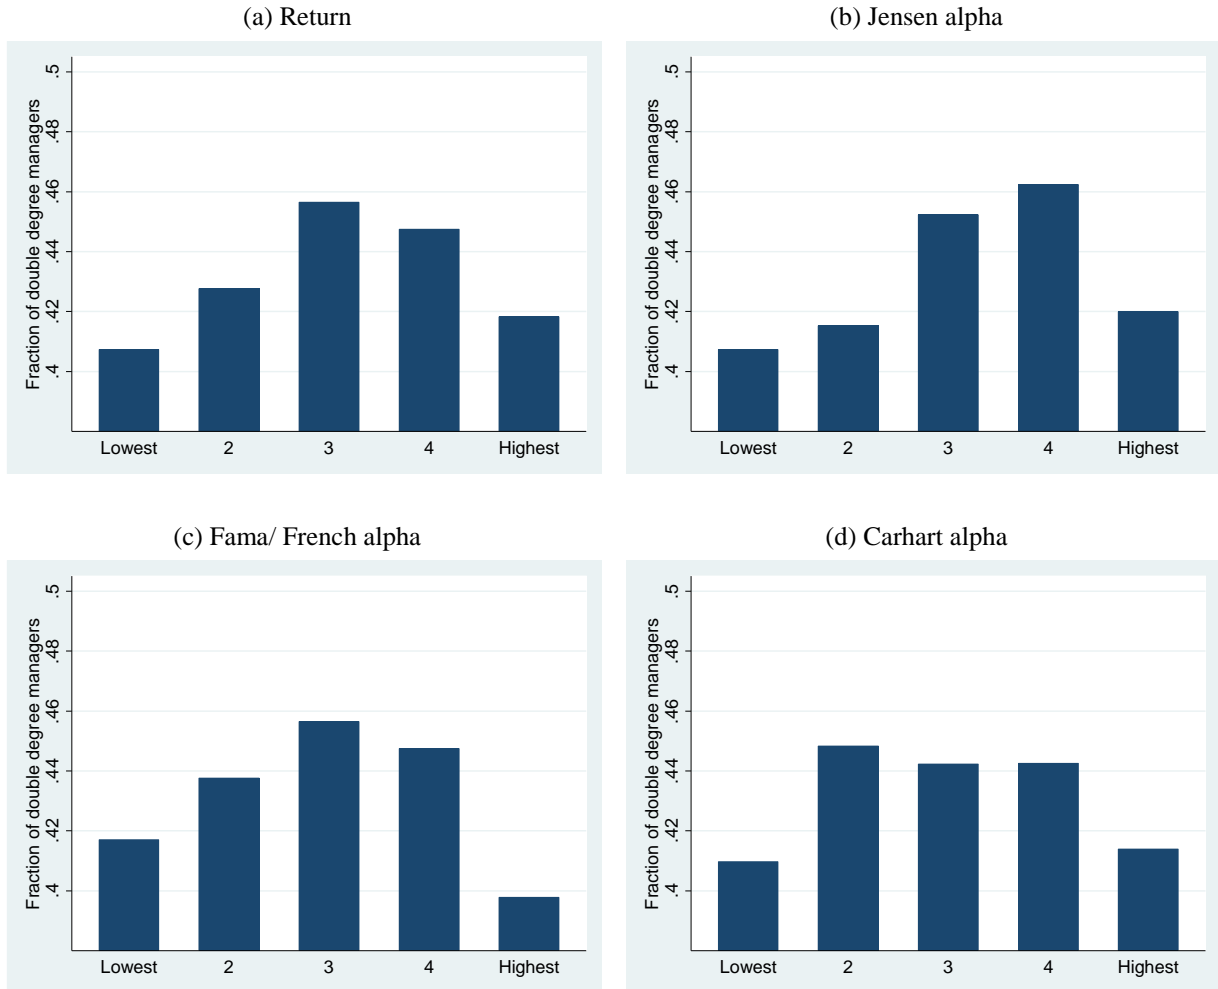 (a) Return
Fraction of double degree managers
.5
.48
.46
.44
.42
.4
Lowest 2 3 4 Highest
(b) Jensen alpha
Fraction of double degree managers
.5
.48
.46
.44
.42
.4
Lowest 2 3 4 Highest
(c) Fama/ French alpha
Fraction of double degree managers
.5
.48
.46
.44
.42
.4
Lowest 2 3 4 Highest
(d) Carhart alpha
Fraction of double degree managers
.5
.48
.46
.44
.42
.4
Lowest 2 3 4 Highest